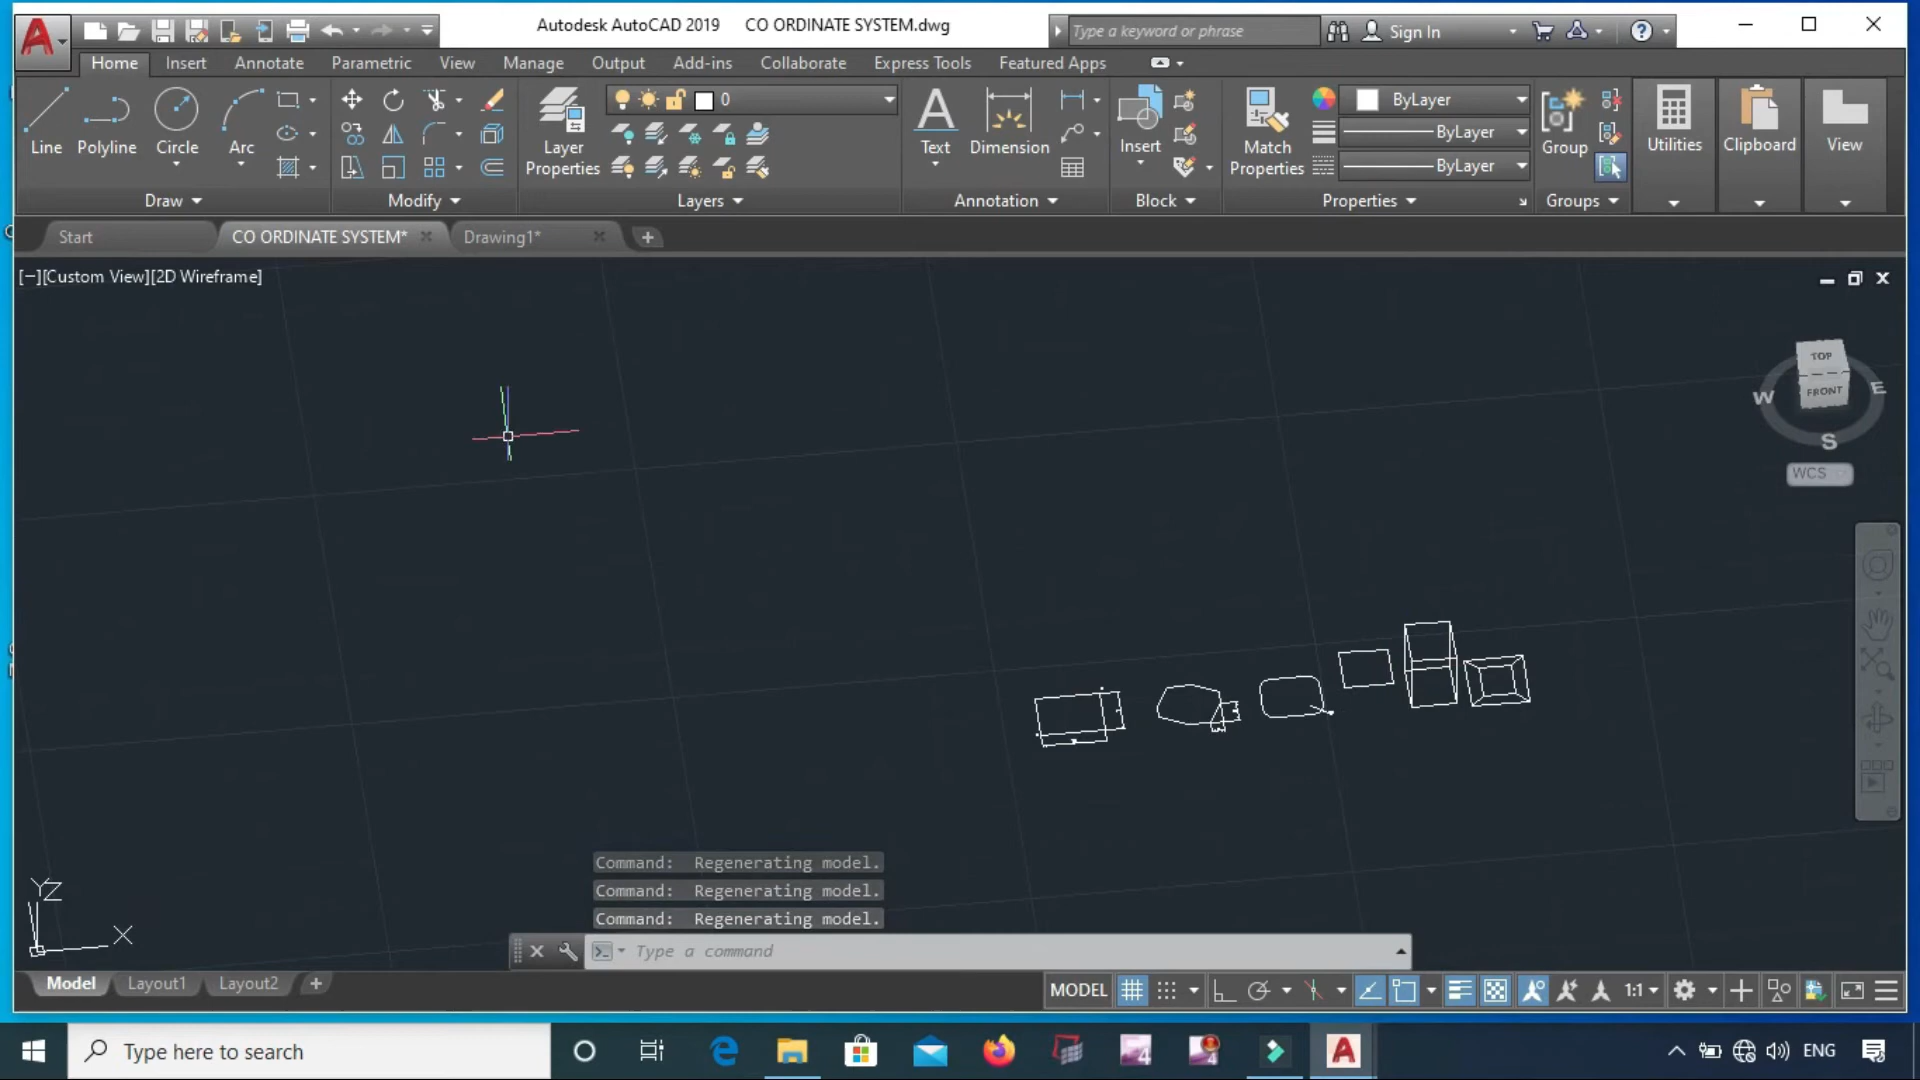 Autodesk AutoCAD 2019 CO ORDINATE SYSTEM.dwg
Type a keyword or phrase
Sign In
Home Insert Annotate Parametric View Manage Output Add-ins Collaborate Express Tools Featured Apps
0
ByLayer
ByLayer
ByLayer
Line Polyline Circle Arc
Layer Properties
Text Dimension
Insert
Match Properties
Group
Utilities
Clipboard
View
Draw Modify Layers Annotation Block Properties Groups
Start CO ORDINATE SYSTEM* Drawing1*
[−][Custom View][2D Wireframe]
TOP
FRONT
W E
S
WCS
Command: Regenerating model.
Command: Regenerating model.
Command: Regenerating model.
Y Z
X
Type a command
Model Layout1 Layout2
MODEL 1:1
Type here to search
ENG